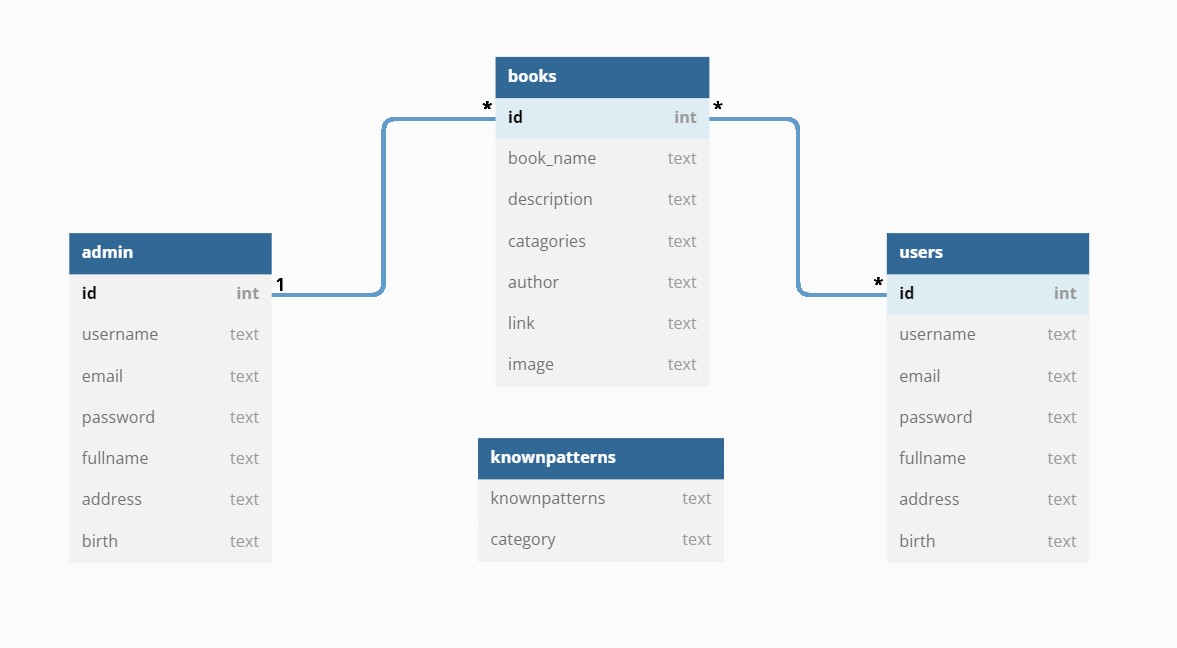 books
* id int *
book_name text
description text
catagories text
author text
link text
image text
admin
id int 1
username text
email text
password text
fullname text
address text
birth text
knownpatterns
knownpatterns text
category text
users
* id int
username text
email text
password text
fullname text
address text
birth text